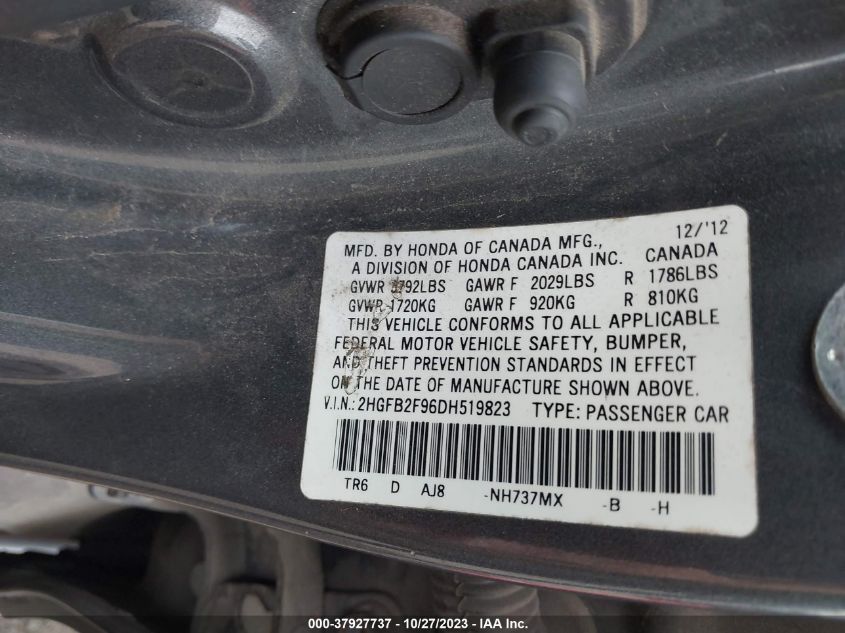 12/'12
MFD. BY HONDA OF CANADA MFG.,
A DIVISION OF HONDA CANADA INC. CANADA
GVWR 3792LBS GAWR F 2029LBS R 1786LBS
GVWR 1720KG GAWR F 920KG R 810KG
THIS VEHICLE CONFORMS TO ALL APPLICABLE
FEDERAL MOTOR VEHICLE SAFETY, BUMPER,
AND THEFT PREVENTION STANDARDS IN EFFECT
ON THE DATE OF MANUFACTURE SHOWN ABOVE.
V.I.N.: 2HGFB2F96DH519823 TYPE: PASSENGER CAR
TR6 D AJ8 -NH737MX -B -H
000-37927737 - 10/27/2023 - IAA Inc.